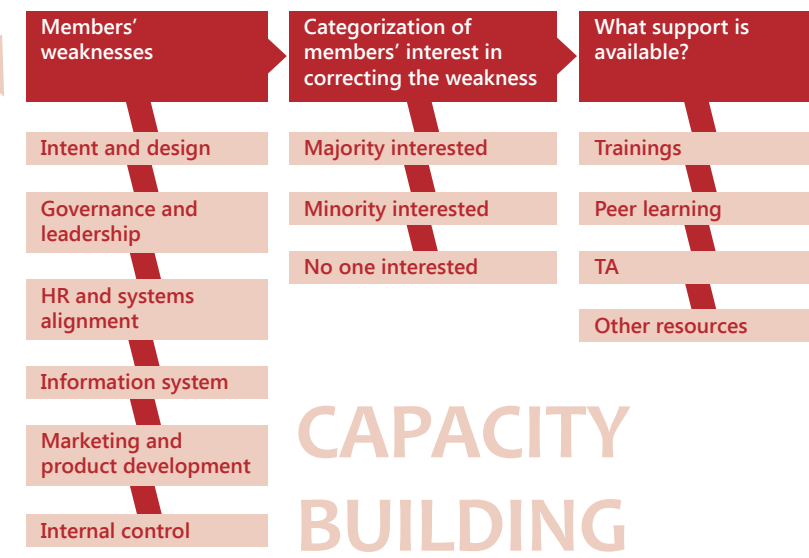 Members’
weaknesses
Intent and design
Governance and
leadership
HR and systems
alignment
Information system
Marketing and
product development
Internal control
Categorization of
members’ interest in
correcting the weakness
Majority interested
Minority interested
No one interested
What support is
available?
Trainings
Peer learning
TA
Other resources
CAPACITY
BUILDING